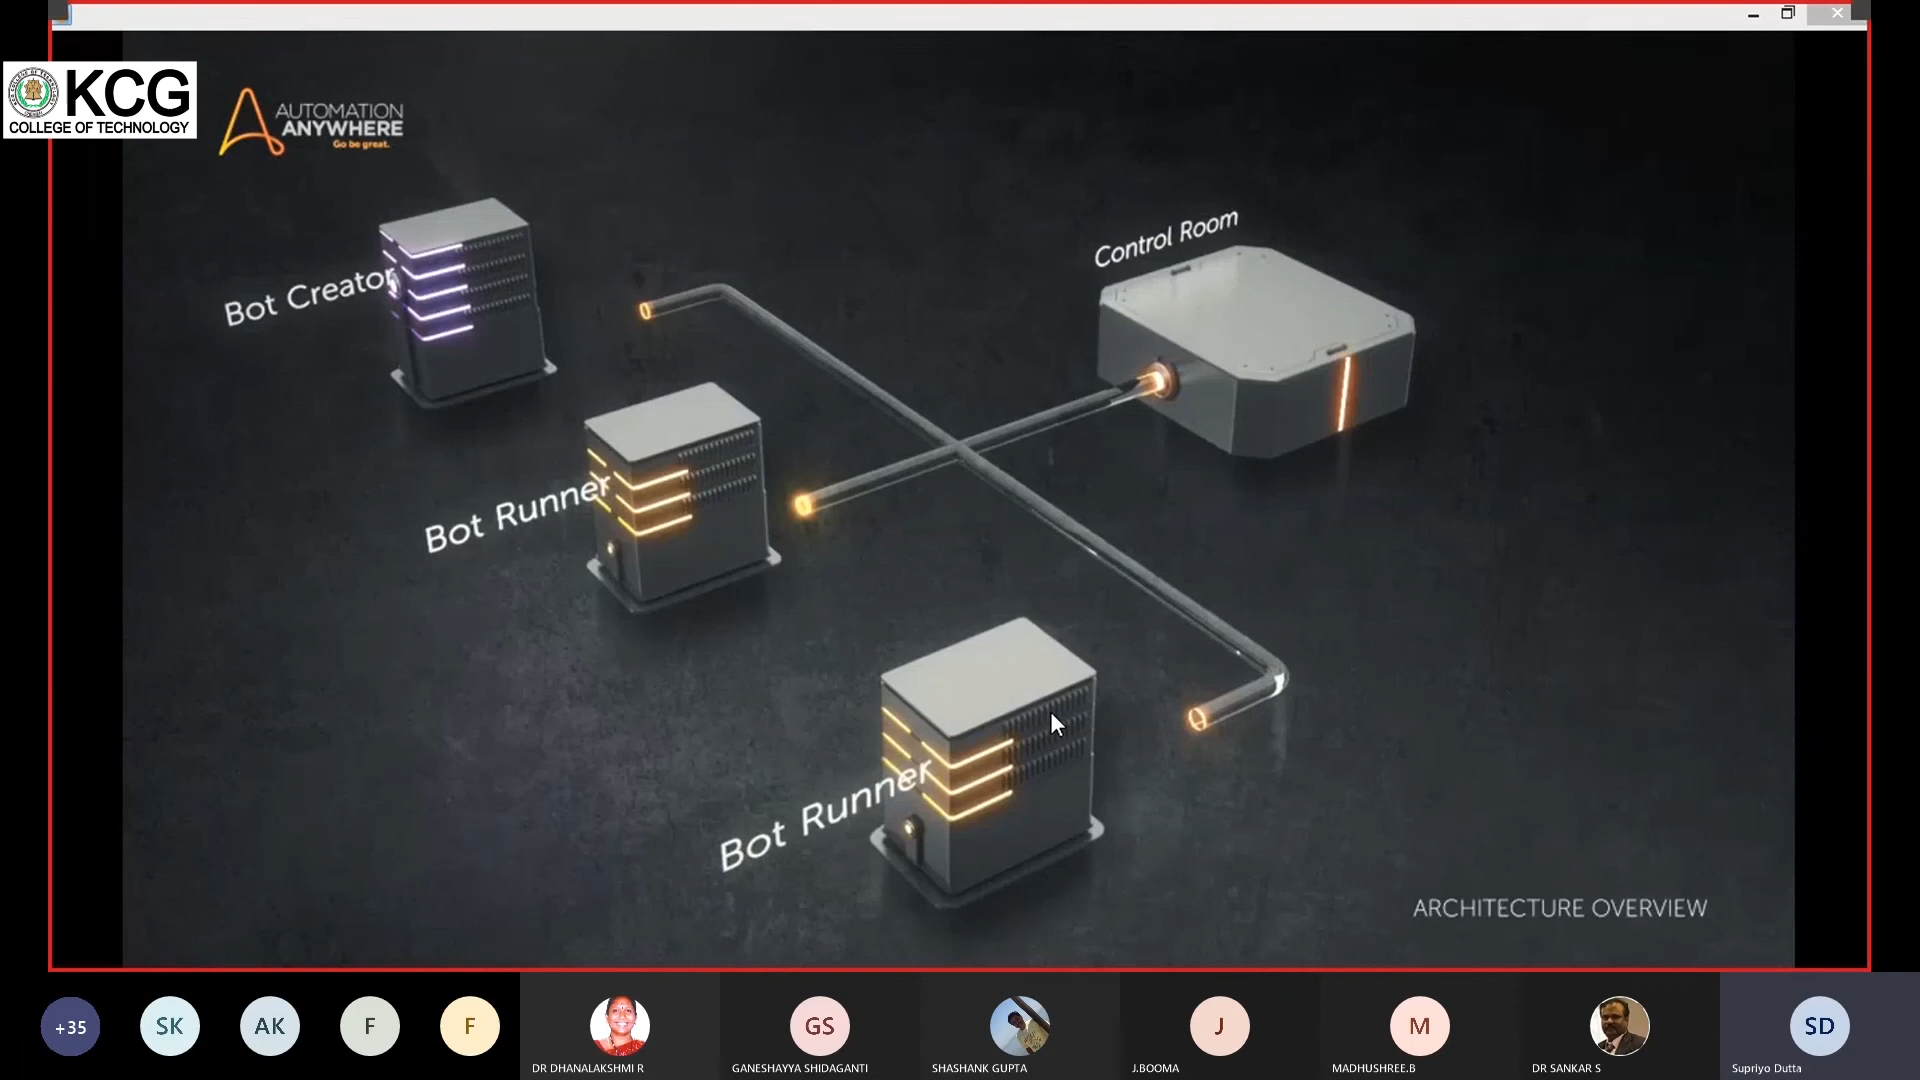 KCG
COLLEGE OF TECHNOLOGY
AUTOMATION
ANYWHERE
Go be great.
Control Room
Bot Creator
Bot Runner
Bot Runner
ARCHITECTURE OVERVIEW
+35
SK
AK
F
F
GS
J
M
SD
DR DHANALAKSHMI R
GANESHAYYA SHIDAGANTI
SHASHANK GUPTA
J.BOOMA
MADHUSHREE.B
DR SANKAR S
Supriyo Dutta